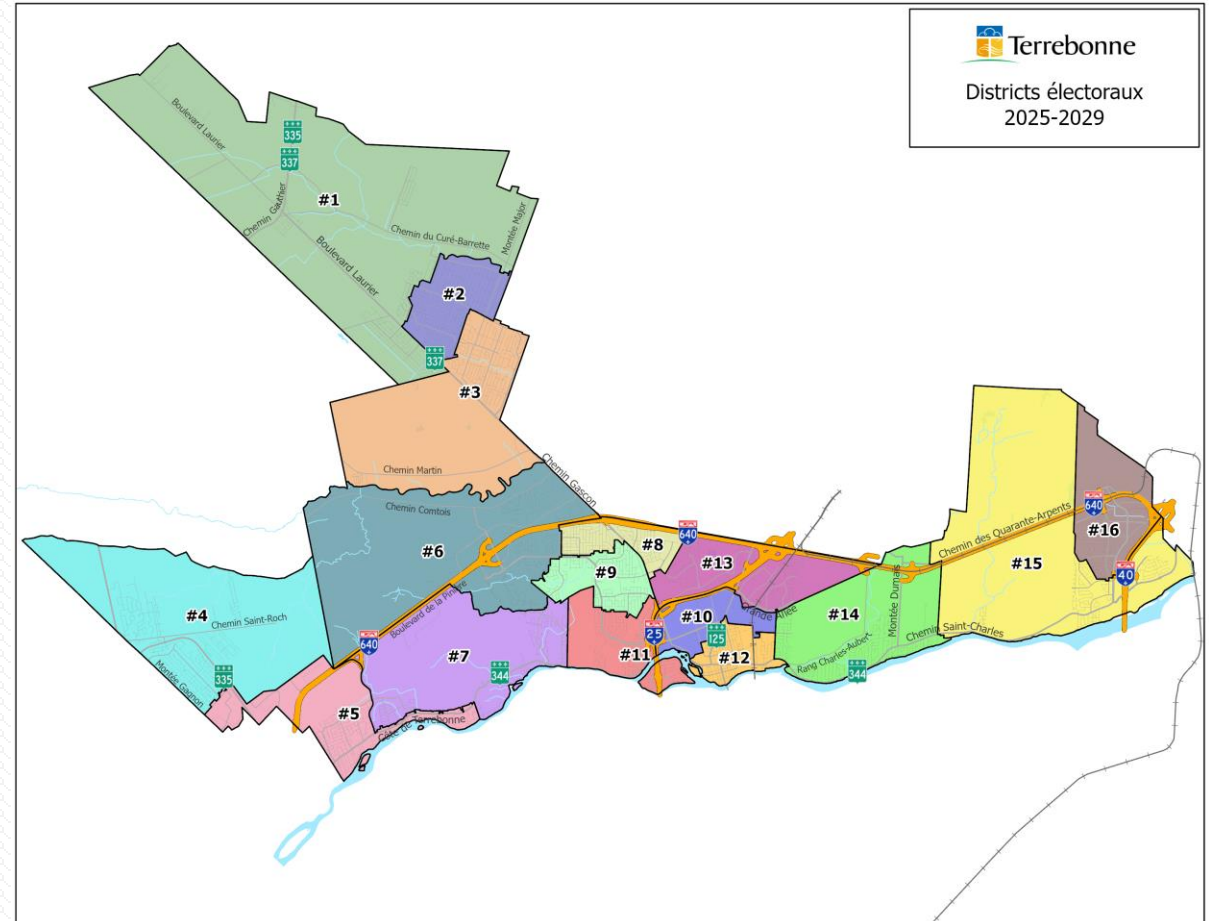 Terrebonne
Districts électoraux
2025-2029
Boulevard Laurier
335
337
#1
Chemin Gauthier
Chemin du Curé-Barrette
Montée Major
Boulevard Laurier
#2
337
#3
Chemin Martin
Chemin Gascon
Chemin Comtois
640
#8
#6
#13
#9
Chemin des Quarante-Arpents
640
#16
#15
40
#4
Chemin Saint-Roch
Boulevard de la Pinière
640
#7
344
#11
25
#10
125
#12
Grande Allée
#14
Montée Dumais
Rang Charles-Aubert
344
Chemin Saint-Charles
Montée Gagnon
335
#5
Côte de Terrebonne